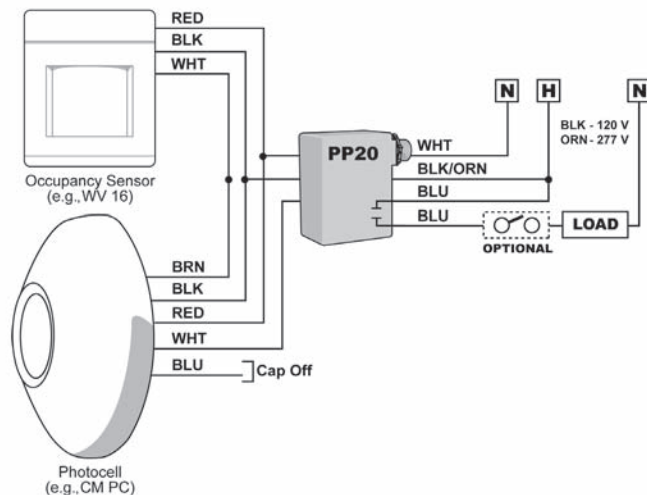 RED
BLK
WHT
Occupancy Sensor
(e.g.,WV 16)
PP20
N
H
N
WHT
BLK - 120 V
ORN - 277 V
BLK/ORN
BLU
BLU
OPTIONAL
LOAD
BRN
BLK
RED
WHT
BLU
Cap Off
Photocell
(e.g.,CM PC)